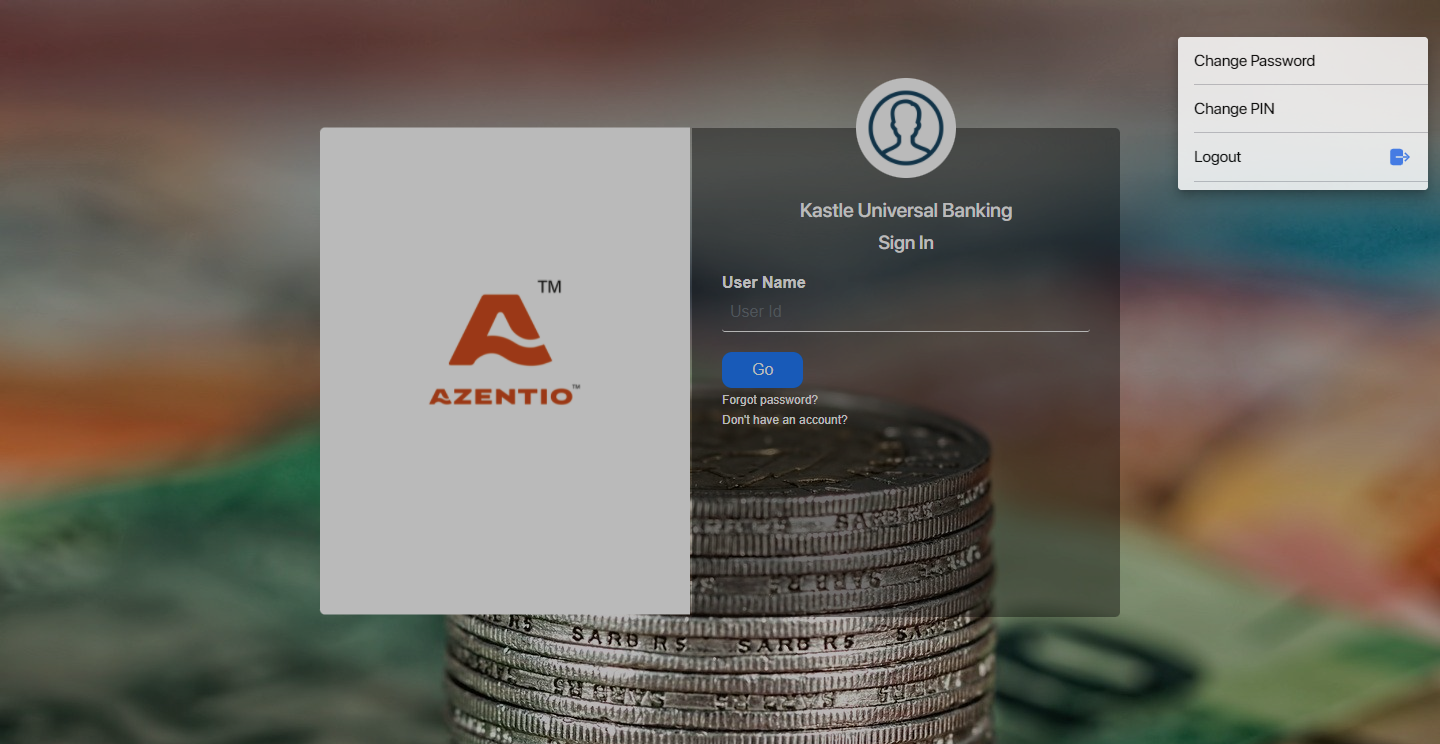 Change Password
Change PIN
Logout
TM
AZENTIO™
Kastle Universal Banking
Sign In
User Name
User Id
Go
Forgot password?
Don't have an account?
SARB R5
SARB R5
SARB R5